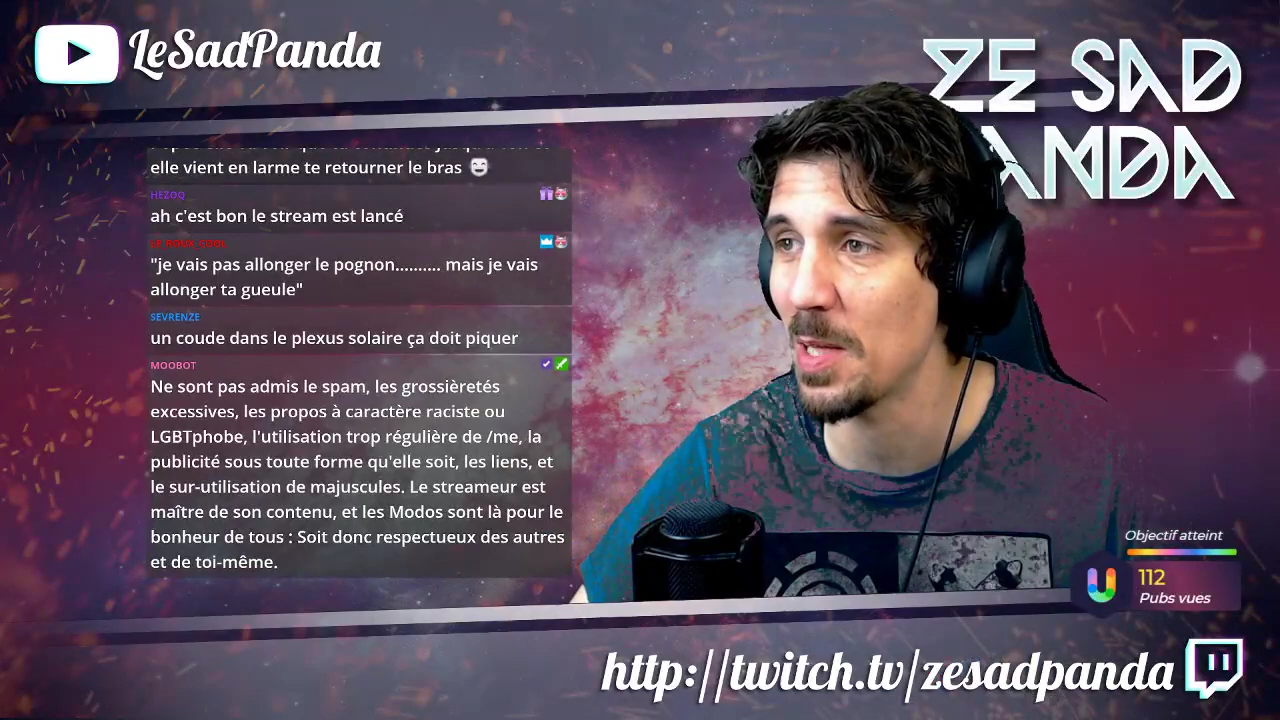 LeSadPanda
ZE SAD
PANDA
elle vient en larme te retourner le bras
HEZOQ
ah c'est bon le stream est lancé
LE_ROUX_COOL
"je vais pas allonger le pognon.......... mais je vais
allonger ta gueule"
SEVRENZE
un coude dans le plexus solaire ça doit piquer
MOOBOT
Ne sont pas admis le spam, les grossièretés
excessives, les propos à caractère raciste ou
LGBTphobe, l'utilisation trop régulière de /me, la
publicité sous toute forme qu'elle soit, les liens, et
le sur-utilisation de majuscules. Le streameur est
maître de son contenu, et les Modos sont là pour le
bonheur de tous : Soit donc respectueux des autres
et de toi-même.
Objectif atteint
112
Pubs vues
http://twitch.tv/zesadpanda